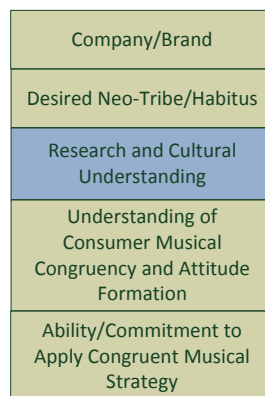 Company/Brand
Desired Neo-Tribe/Habitus
Research and Cultural
Understanding
Understanding of
Consumer Musical
Congruency and Attitude
Formation
Ability/Commitment to
Apply Congruent Musical
Strategy